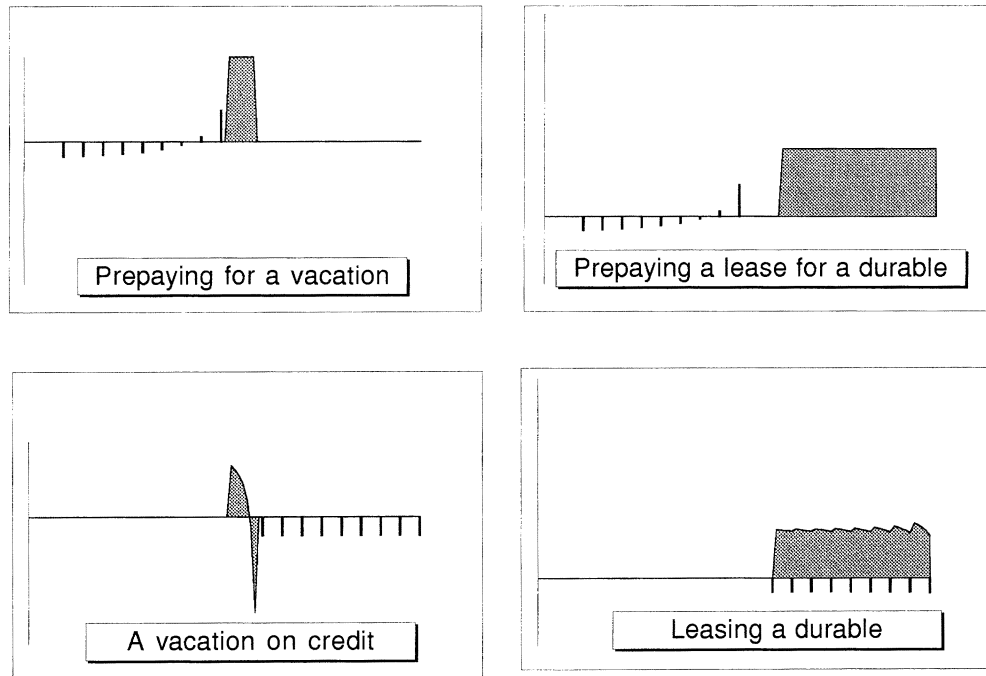 Prepaying for a vacation
Prepaying a lease for a durable
A vacation on credit
Leasing a durable